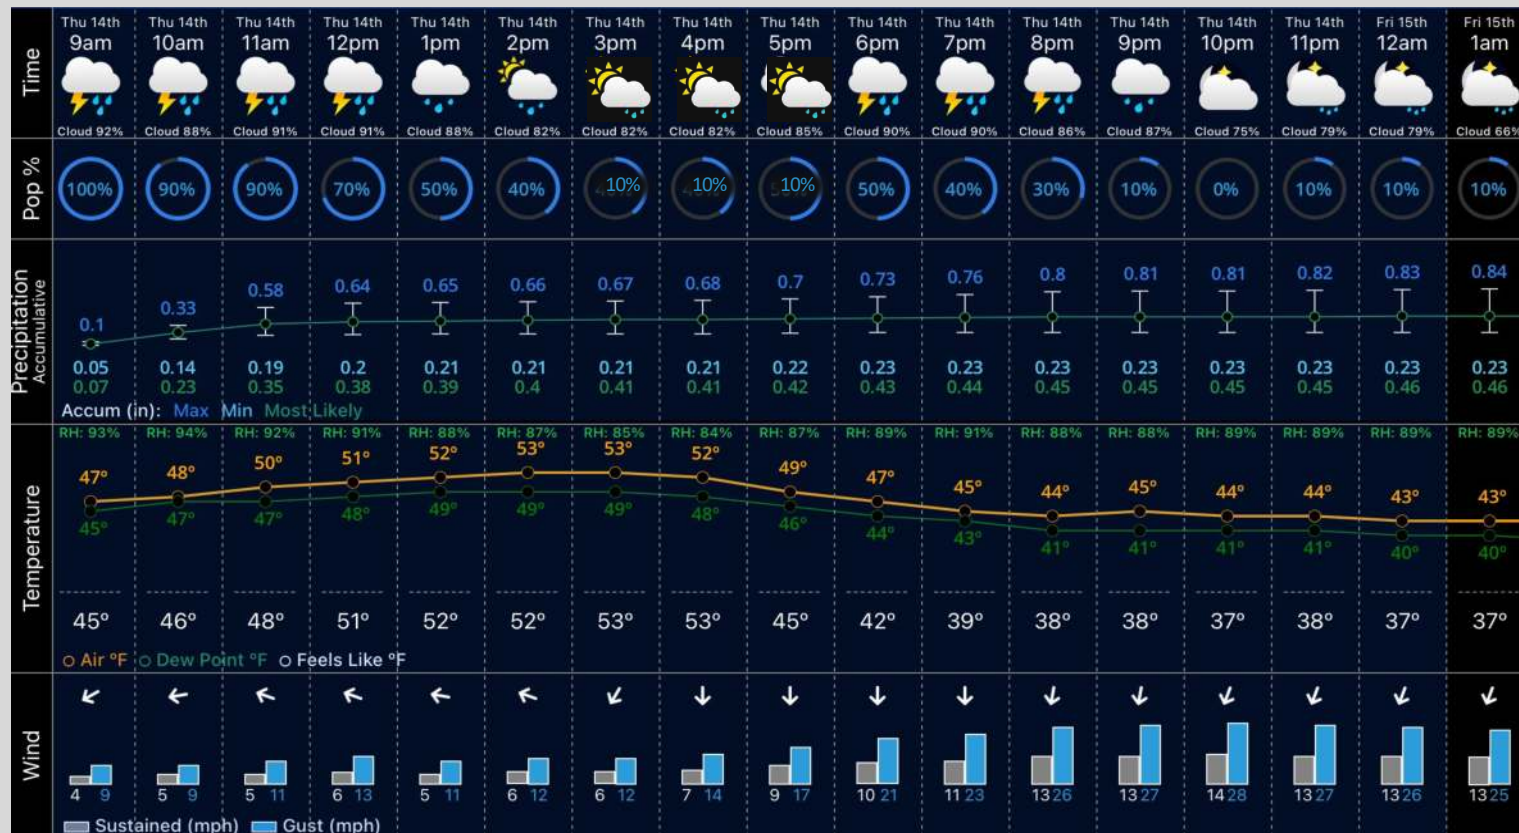 Time
Thu 14th Thu 14th Thu 14th Thu 14th Thu 14th Thu 14th Thu 14th Thu 14th Thu 14th Thu 14th Thu 14th Thu 14th Thu 14th Thu 14th Thu 14th Fri 15th Fri 15th
9am 10am 11am 12pm 1pm 2pm 3pm 4pm 5pm 6pm 7pm 8pm 9pm 10pm 11pm 12am 1am
Cloud 92% Cloud 88% Cloud 91% Cloud 91% Cloud 88% Cloud 82% Cloud 82% Cloud 82% Cloud 85% Cloud 90% Cloud 90% Cloud 86% Cloud 87% Cloud 75% Cloud 79% Cloud 79% Cloud 66%
Pop %
100% 90% 90% 70% 50% 40% 10% 10% 10% 50% 40% 30% 10% 0% 10% 10% 10%
Precipitation
Accumulative
0.1 0.33 0.58 0.64 0.65 0.66 0.67 0.68 0.7 0.73 0.76 0.8 0.81 0.81 0.82 0.83 0.84
0.05 0.14 0.19 0.2 0.21 0.21 0.21 0.21 0.22 0.23 0.23 0.23 0.23 0.23 0.23 0.23 0.23
0.07 0.23 0.35 0.38 0.39 0.4 0.41 0.41 0.42 0.43 0.44 0.45 0.45 0.45 0.45 0.46 0.46
Accum (in): Max Min Most Likely
Temperature
RH: 93% RH: 94% RH: 92% RH: 91% RH: 88% RH: 87% RH: 85% RH: 84% RH: 87% RH: 89% RH: 91% RH: 88% RH: 88% RH: 89% RH: 89% RH: 89% RH: 89%
47° 48° 50° 51° 52° 53° 53° 52° 49° 47° 45° 44° 45° 44° 44° 43° 43°
45° 47° 47° 48° 49° 49° 49° 48° 46° 44° 43° 41° 41° 41° 41° 40° 40°
45° 46° 48° 51° 52° 52° 53° 53° 45° 42° 39° 38° 38° 37° 38° 37° 37°
Air °F Dew Point °F Feels Like °F
Wind
4 9 5 9 5 11 6 13 5 11 6 12 6 12 7 14 9 17 10 21 11 23 13 26 13 27 14 28 13 27 13 26 13 25
Sustained (mph) Gust (mph)